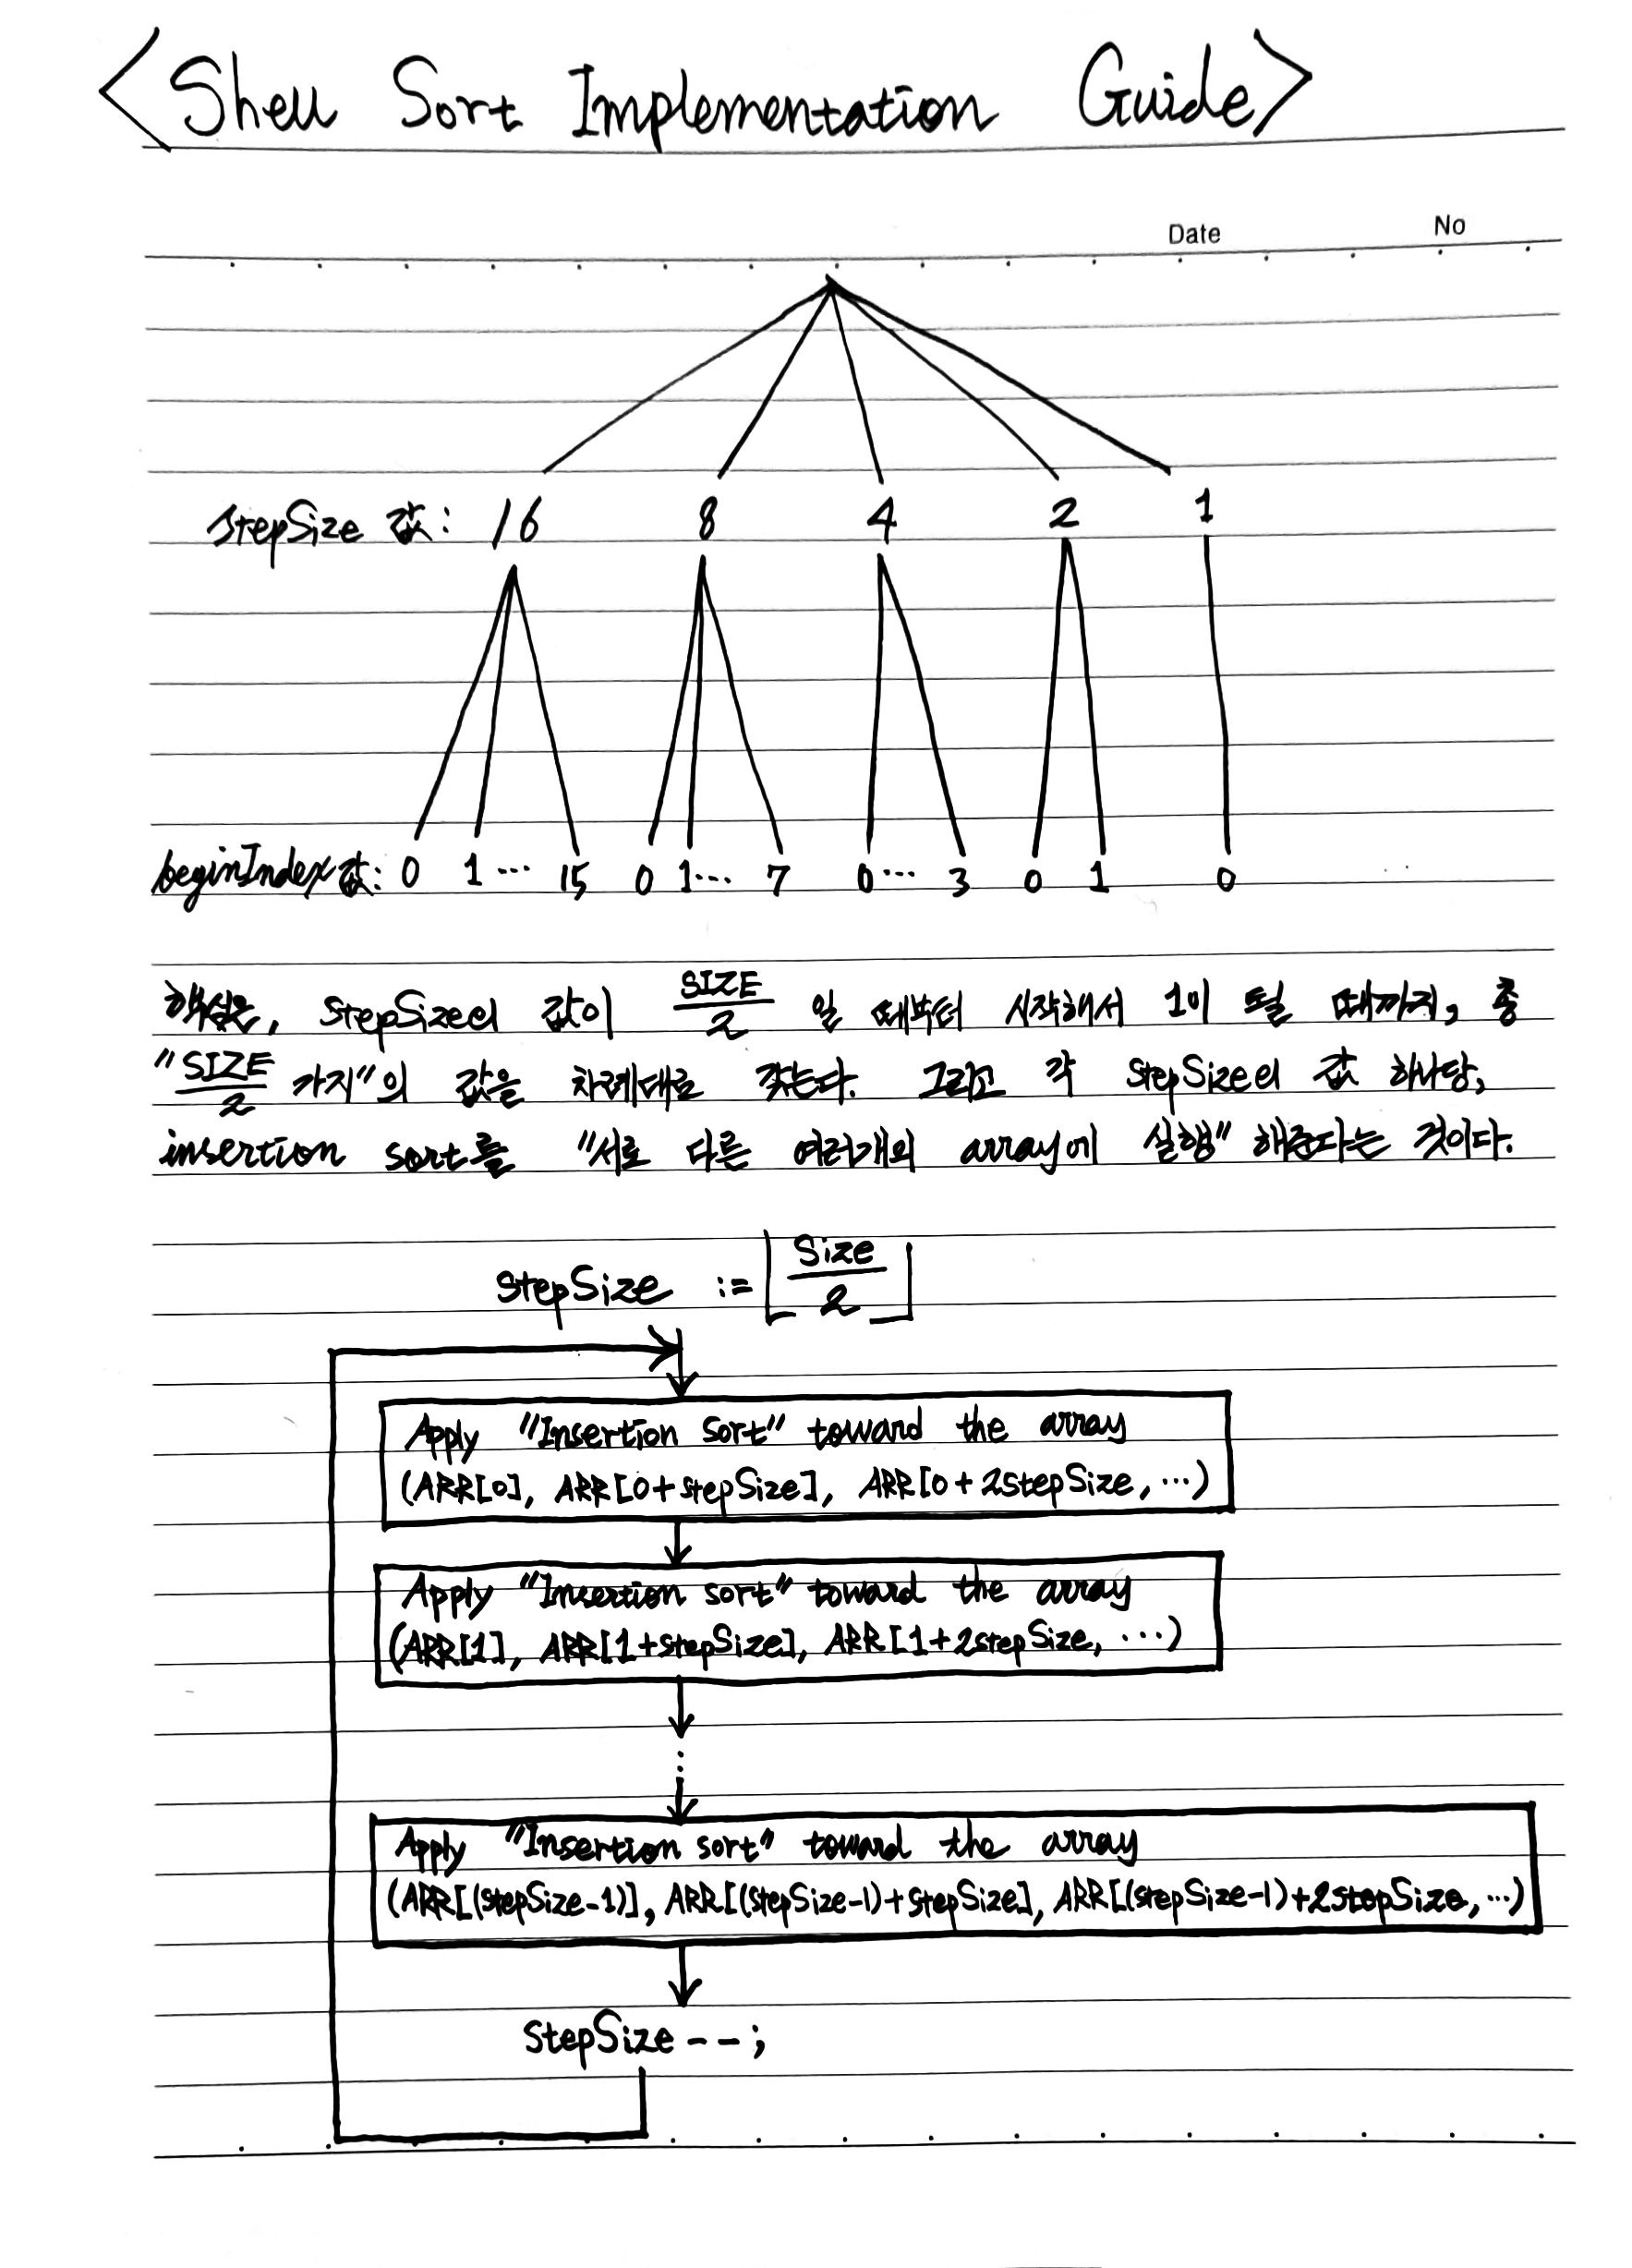 <Shell Sort Implementation Guide>
Date No
stepSize 값: 16 8 4 2 1
beginIndex 값: 0 1 ... 15 0 1... 7 0... 3 0 1 0
핵심은, stepSize의 값이 SIZE/2 일 때부터 시작해서 1이 될 때까지, 총
"SIZE/2 가지"의 값을 차례대로 갖는다. 그리고 각 stepSize의 값 하나당,
insertion sort를 "서로 다른 여러개의 array에 실행" 해준다는 것이다.
stepSize := ⌊Size/2⌋
Apply "Insertion Sort" toward the array
(ARR[0], ARR[0+stepSize], ARR[0+2stepSize, ...)
Apply "Insertion sort" toward the array
(ARR[1], ARR[1+stepSize], ARR[1+2stepSize, ...)
⋮
Apply "Insertion sort" toward the array
(ARR[(stepSize-1)], ARR[(stepSize-1)+stepSize], ARR[(stepSize-1)+2stepSize, ...)
stepSize--;